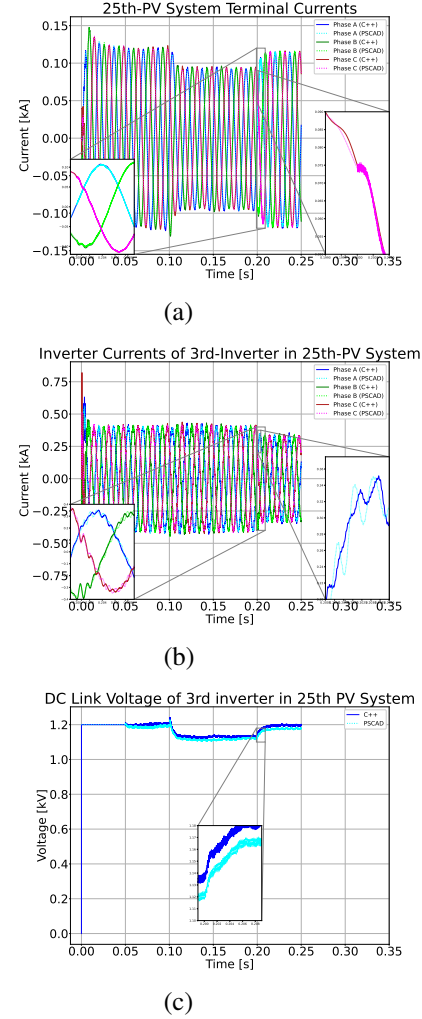 25th-PV System Terminal Currents
Phase A (C++)
Phase A (PSCAD)
Phase B (C++)
Phase B (PSCAD)
Phase C (C++)
Phase C (PSCAD)
0.15
0.10
0.05
0.00
−0.05
−0.10
−0.15
Current [kA]
0.00 0.05 0.10 0.15 0.20 0.25 0.30 0.35
Time [s]
(a)
Inverter Currents of 3rd-Inverter in 25th-PV System
Phase A (C++)
Phase A (PSCAD)
Phase B (C++)
Phase B (PSCAD)
Phase C (C++)
Phase C (PSCAD)
0.75
0.50
0.25
0.00
−0.25
−0.50
−0.75
Current [kA]
0.00 0.05 0.10 0.15 0.20 0.25 0.30 0.35
Time [s]
(b)
DC Link Voltage of 3rd inverter in 25th PV System
C++
PSCAD
1.2
1.0
0.8
0.6
0.4
0.2
0.0
Voltage [kV]
0.00 0.05 0.10 0.15 0.20 0.25 0.30 0.35
Time [s]
(c)